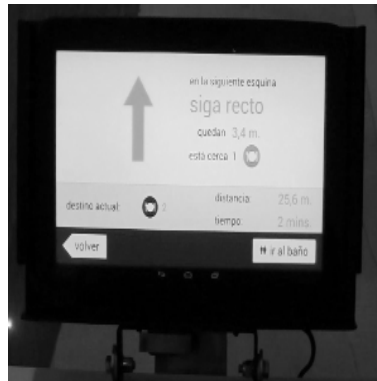 en la siguiente esquina
siga recto
quedan 3,4 m.
está cerca 1
destino actual:
distancia 25,6 m.
tiempo 2 mins.
volver
ir al baño